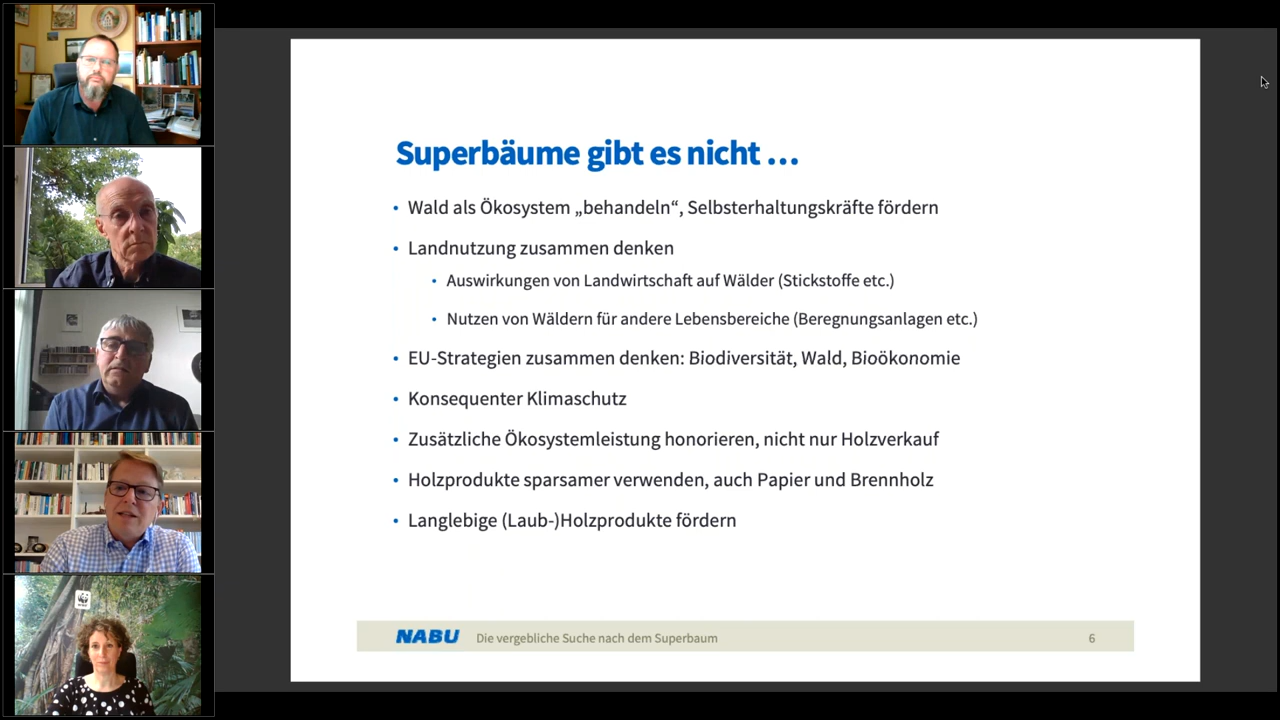 Superbäume gibt es nicht …
• Wald als Ökosystem „behandeln“, Selbsterhaltungskräfte fördern
• Landnutzung zusammen denken
• Auswirkungen von Landwirtschaft auf Wälder (Stickstoffe etc.)
• Nutzen von Wäldern für andere Lebensbereiche (Beregnungsanlagen etc.)
• EU-Strategien zusammen denken: Biodiversität, Wald, Bioökonomie
• Konsequenter Klimaschutz
• Zusätzliche Ökosystemleistung honorieren, nicht nur Holzverkauf
• Holzprodukte sparsamer verwenden, auch Papier und Brennholz
• Langlebige (Laub-)Holzprodukte fördern
NABU Die vergebliche Suche nach dem Superbaum 6